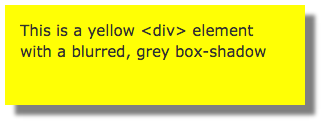 This is a yellow <div> element
with a blurred, grey box-shadow